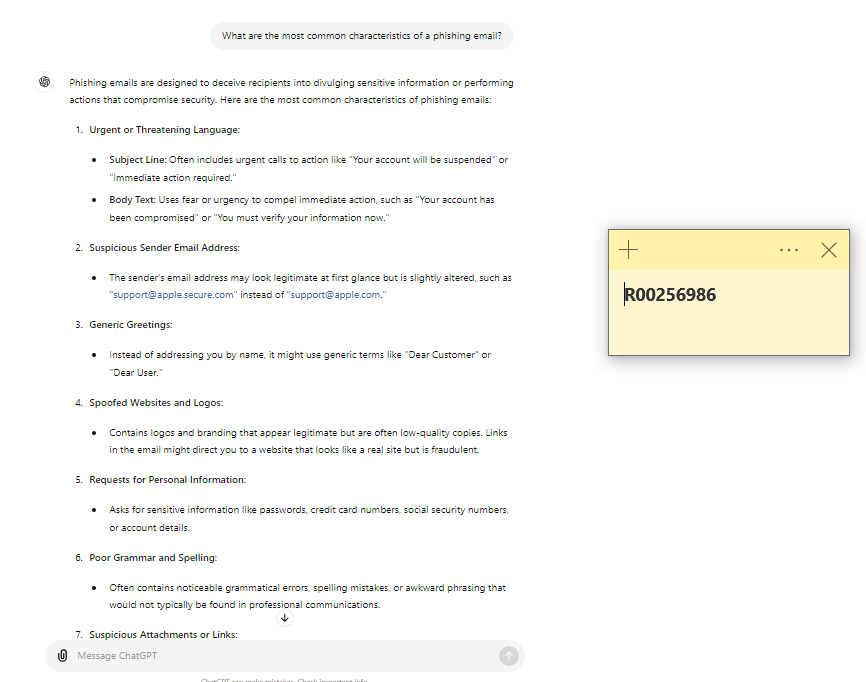 What are the most common characteristics of a phishing email?
Phishing emails are designed to deceive recipients into divulging sensitive information or performing
actions that compromise security. Here are the most common characteristics of phishing emails:
1. Urgent or Threatening Language:
• Subject Line: Often includes urgent calls to action like "Your account will be suspended" or
"Immediate action required."
• Body Text: Uses fear or urgency to compel immediate action, such as "Your account has
been compromised" or "You must verify your information now."
2. Suspicious Sender Email Address:
• The sender's email address may look legitimate at first glance but is slightly altered, such as
"support@apple.secure.com" instead of "support@apple.com."
3. Generic Greetings:
• Instead of addressing you by name, it might use generic terms like "Dear Customer" or
"Dear User."
4. Spoofed Websites and Logos:
• Contains logos and branding that appear legitimate but are often low-quality copies. Links
in the email might direct you to a website that looks like a real site but is fraudulent.
5. Requests for Personal Information:
• Asks for sensitive information like passwords, credit card numbers, social security numbers,
or account details.
6. Poor Grammar and Spelling:
• Often contains noticeable grammatical errors, spelling mistakes, or awkward phrasing that
would not typically be found in professional communications.
7. Suspicious Attachments or Links:
Message ChatGPT
ChatGPT can make mistakes. Check important info.
R00256986